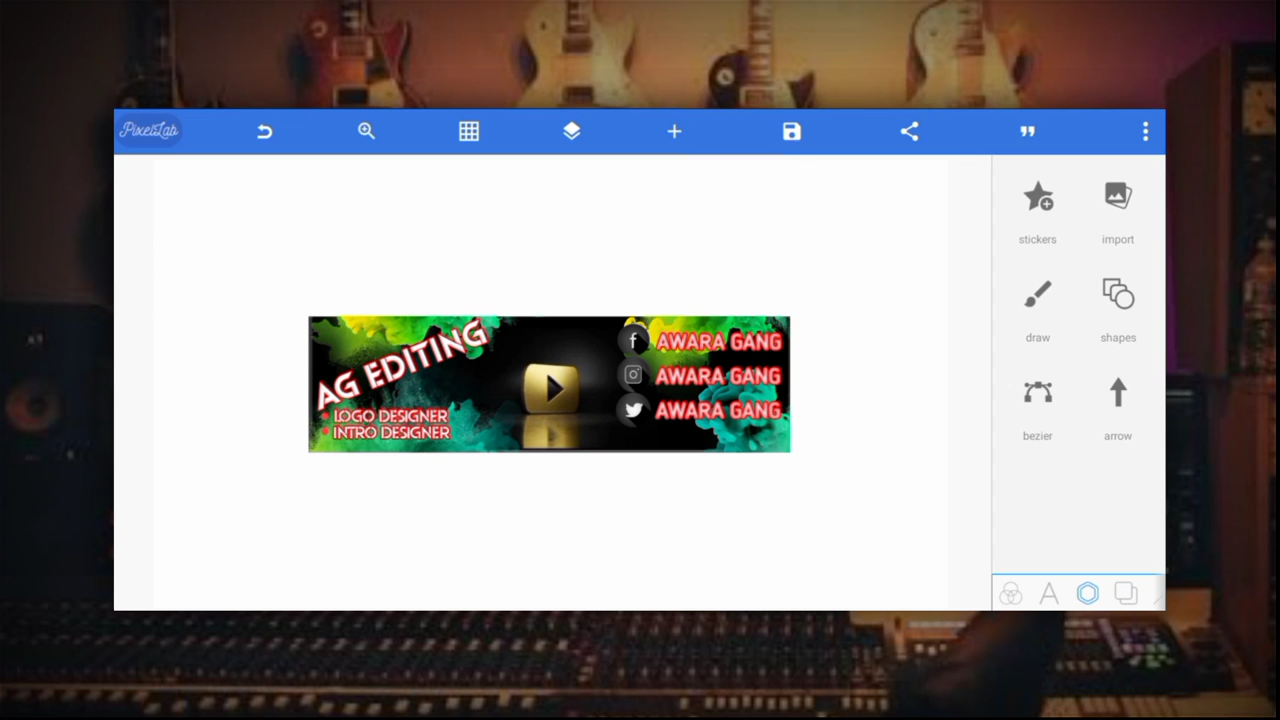 PixelLab
stickers
import
draw
shapes
bezier
arrow
AG EDITING
• LOGO DESIGNER
• INTRO DESIGNER
AWARA GANG
AWARA GANG
AWARA GANG